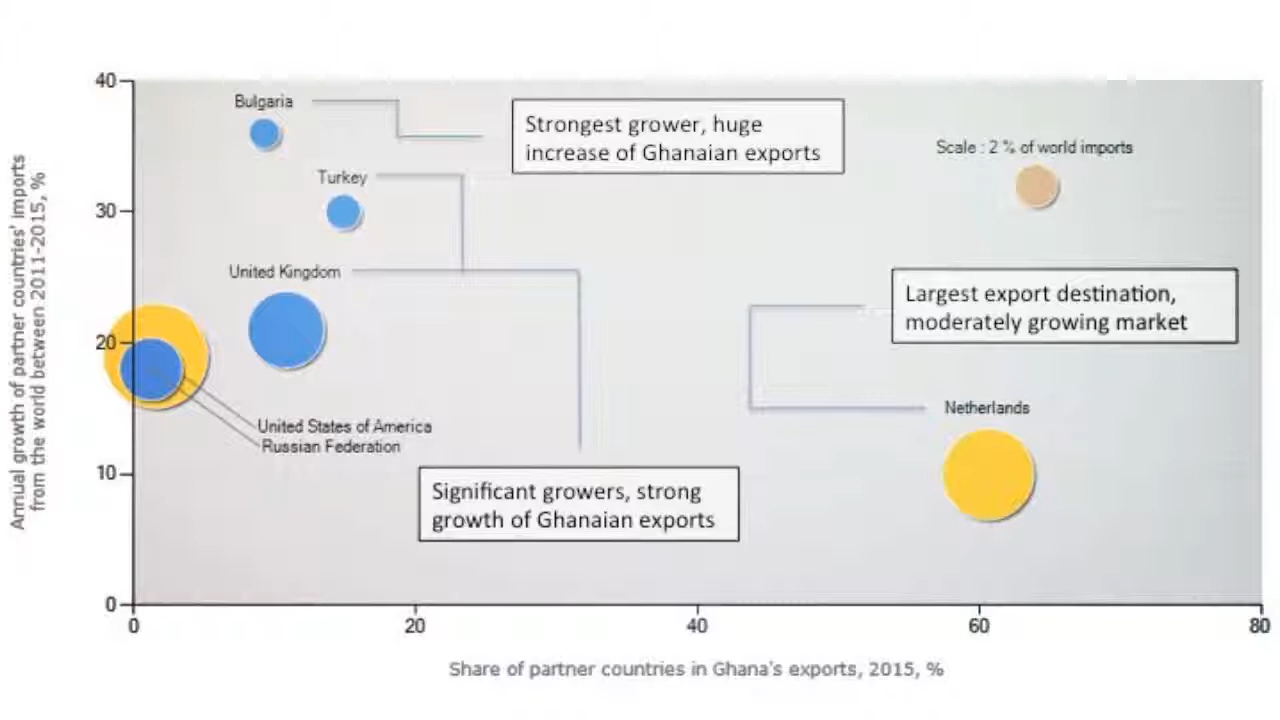 40
Bulgaria
Strongest grower, huge
increase of Ghanaian exports
Scale : 2 % of world imports
Turkey
30
United Kingdom
Largest export destination,
moderately growing market
20
Netherlands
United States of America
Russian Federation
10
Significant growers, strong
growth of Ghanaian exports
0
0
20
40
60
80
Share of partner countries in Ghana's exports, 2015, %
Annual growth of partner countries' imports
from the world between 2011-2015, %